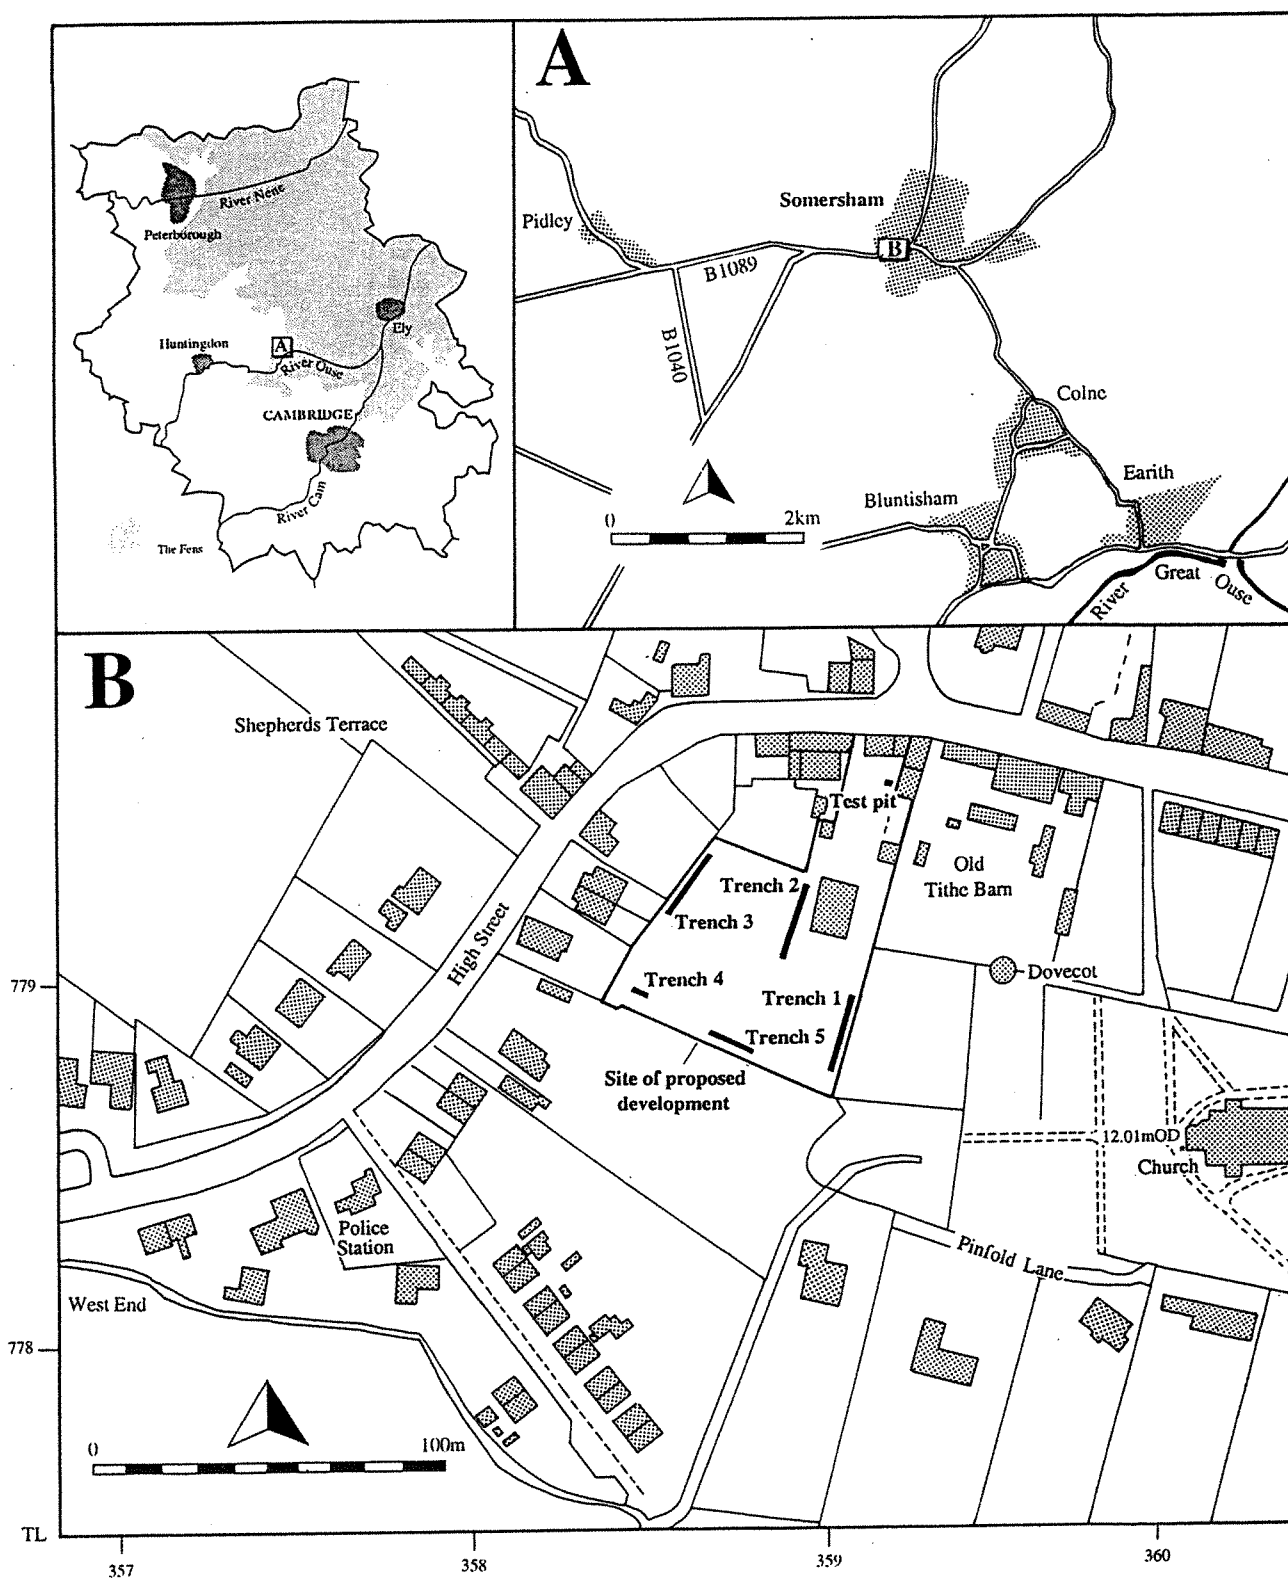 A
River Nene
Peterborough
Huntingdon
A
Ely
River Ouse
CAMBRIDGE
River Cam
The Fens
Somersham
Pidley
B
B1089
B1040
Colne
Earith
Bluntisham
0 2km
River Great Ouse
B
Shepherds Terrace
Test pit
Old
Tithe Barn
Trench 2
Trench 3
High Street
Trench 4
Dovecot
779
Trench 1
Trench 5
Site of proposed
development
12.01mOD
Church
Police
Station
Pinfold Lane
West End
778
0 100m
TL
357 358 359 360